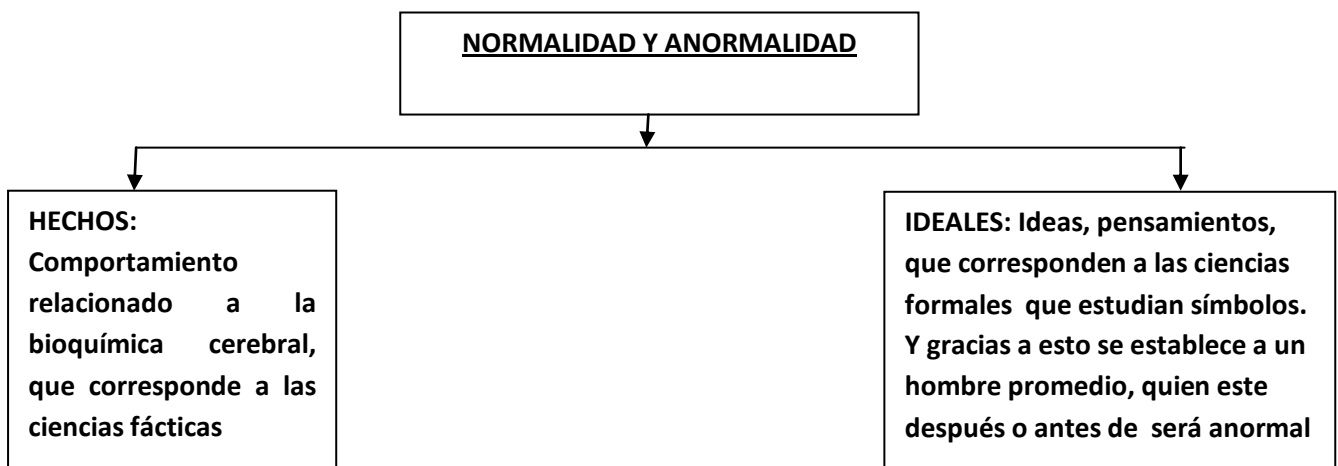 NORMALIDAD Y ANORMALIDAD
HECHOS:
Comportamiento
relacionado a la
bioquímica cerebral,
que corresponde a las
ciencias fácticas
IDEALES: Ideas, pensamientos,
que corresponden a las ciencias
formales que estudian símbolos.
Y gracias a esto se establece a un
hombre promedio, quien este
después o antes de será anormal